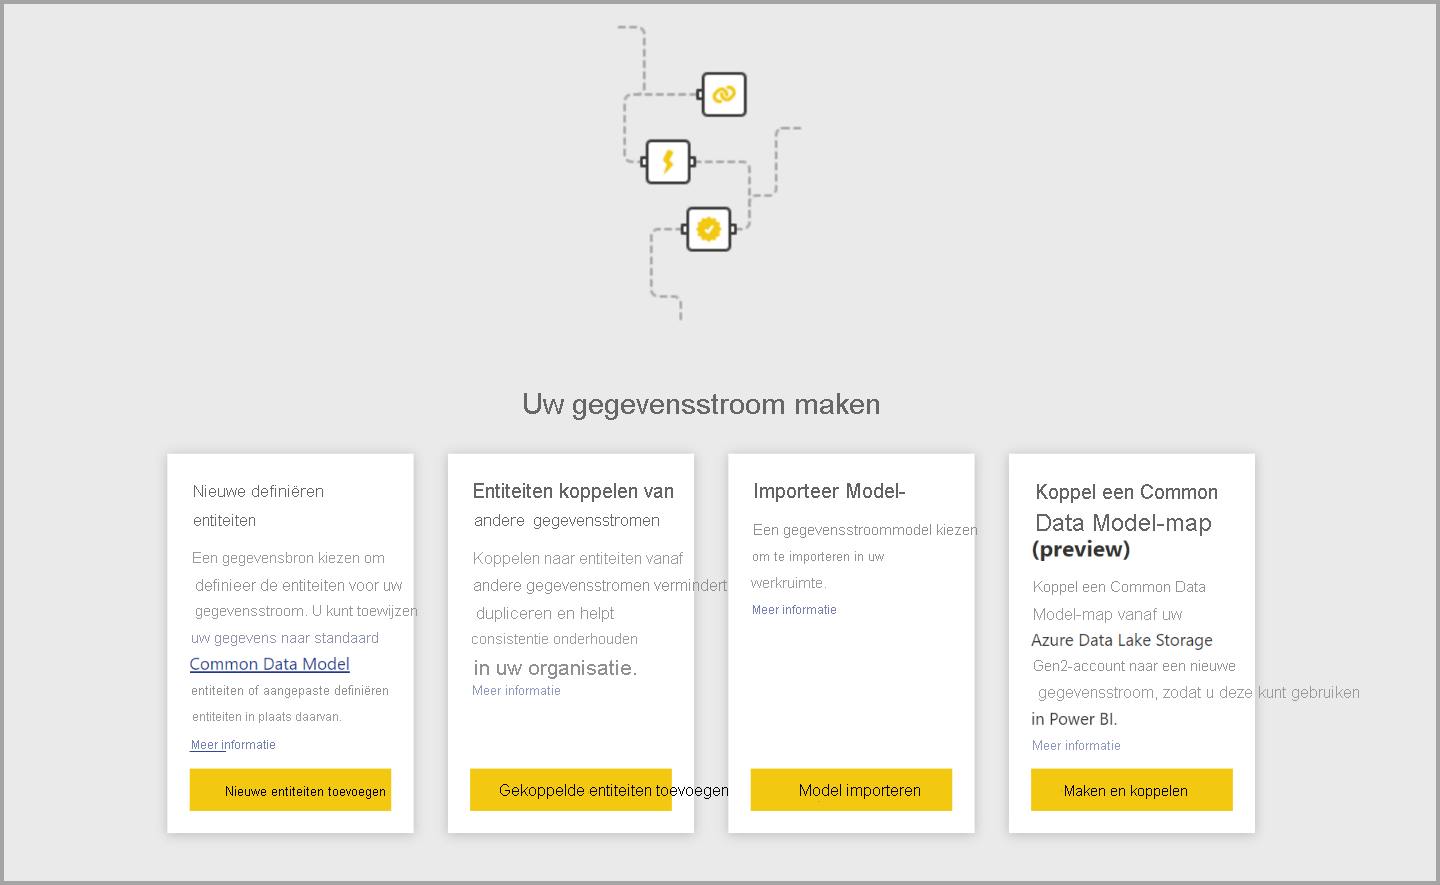 Uw gegevensstroom maken
Nieuwe definiëren
entiteiten
Een gegevensbron kiezen om
definieer de entiteiten voor uw
gegevensstroom. U kunt toewijzen
uw gegevens naar standaard
Common Data Model
entiteiten of aangepaste definiëren
entiteiten in plaats daarvan.
Meer informatie
Nieuwe entiteiten toevoegen
Entiteiten koppelen van
andere gegevensstromen
Koppelen naar entiteiten vanaf
andere gegevensstromen vermindert
dupliceren en helpt
consistentie onderhouden
in uw organisatie.
Meer informatie
Gekoppelde entiteiten toevoegen
Importeer Model-
Een gegevensstroommodel kiezen
om te importeren in uw
werkruimte.
Meer informatie
Model importeren
Koppel een Common
Data Model-map
(preview)
Koppel een Common Data
Model-map vanaf uw
Azure Data Lake Storage
Gen2-account naar een nieuwe
gegevensstroom, zodat u deze kunt gebruiken
in Power BI.
Meer informatie
Maken en koppelen